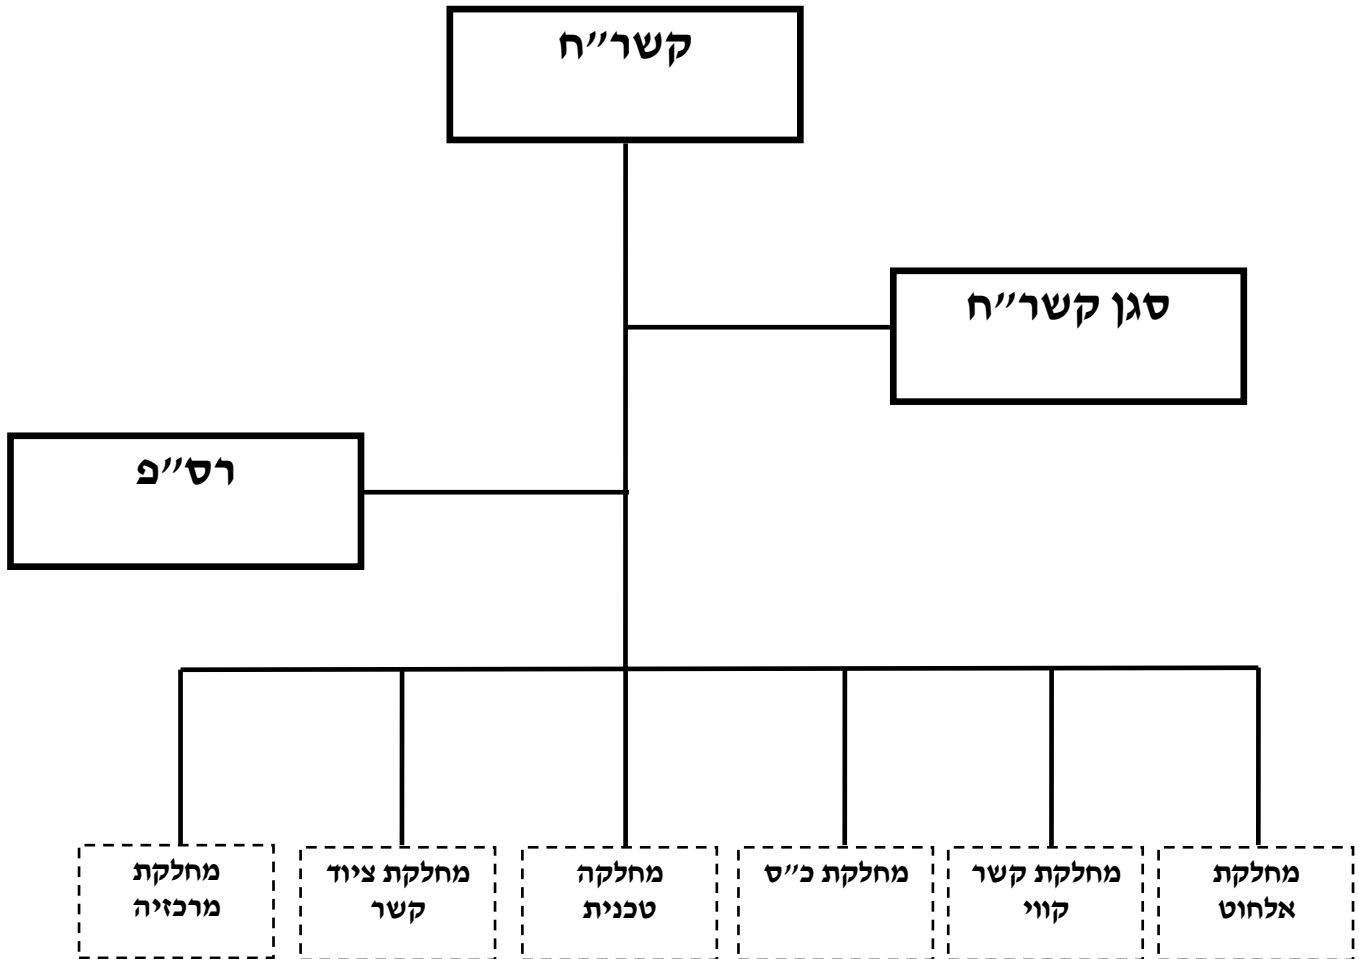 קשר״ח
סגן קשר״ח
רס״פ
מחלקת
אלחוט
מחלקת קשר
קווי
מחלקת כ״ס
מחלקה
טכנית
מחלקת ציוד
קשר
מחלקת
מרכזיה